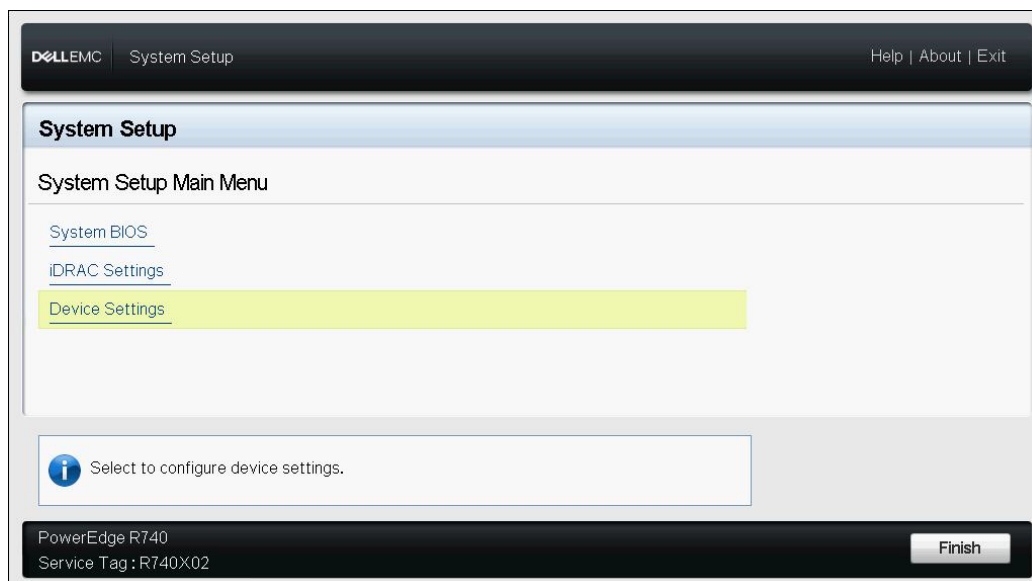 DELLEMC System Setup Help | About | Exit
System Setup
System Setup Main Menu
System BIOS
iDRAC Settings
Device Settings
Select to configure device settings.
PowerEdge R740
Service Tag : R740X02
Finish